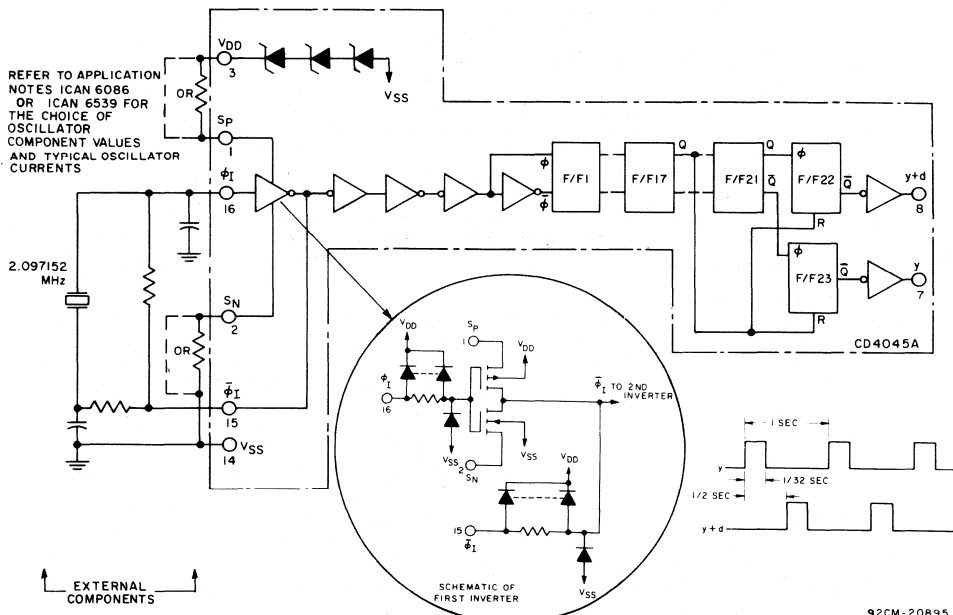 VDD
3
VSS
REFER TO APPLICATION
NOTES ICAN 6086
OR ICAN 6539 FOR
THE CHOICE OF
OSCILLATOR
COMPONENT VALUES
AND TYPICAL OSCILLATOR
CURRENTS
OR
SP
1
ϕI
16
2.097152
MHz
SN
2
OR
ϕ̅I
15
VSS
14
ϕ
ϕ̅
F/F1
F/F17
Q
F/F21
Q
Q̅
ϕ
F/F22
Q̅
R
y+d
8
ϕ
F/F23
Q̅
R
y
7
CD4045A
VDD
SP
1
VDD
ϕI
16
ϕ̅I TO 2ND
INVERTER
VSS
VSS
2
SN
VDD
15
ϕ̅I
VSS
SCHEMATIC OF
FIRST INVERTER
1 SEC
y
1/32 SEC
1/2 SEC
y+d
EXTERNAL
COMPONENTS
92CM-20895